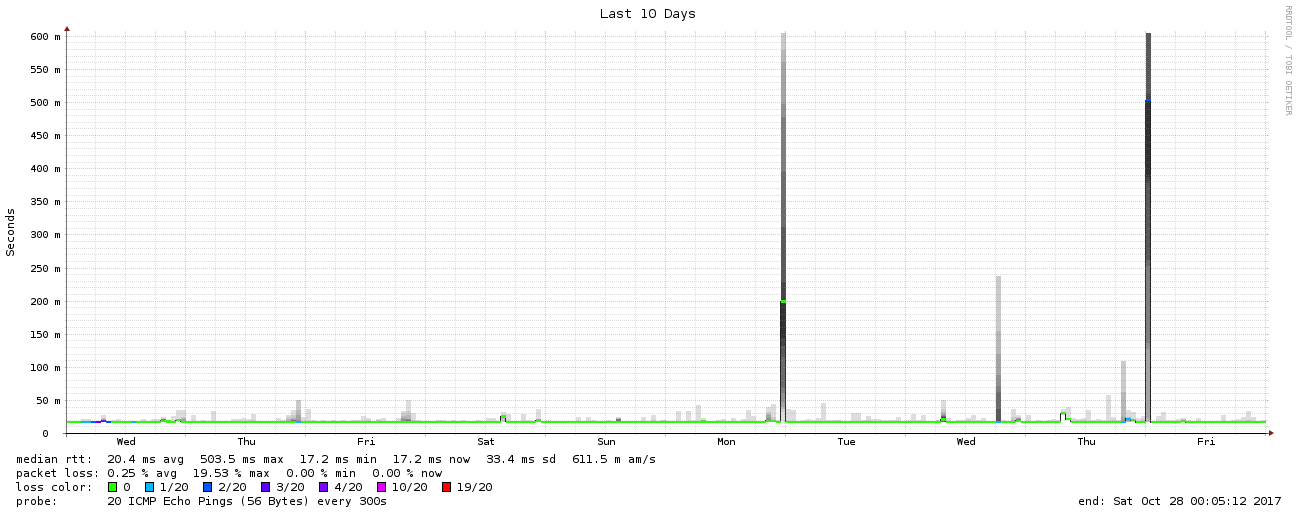 Last 10 Days
RRDTOOL / TOBI OETIKER
600 m
550 m
500 m
450 m
400 m
350 m
300 m
250 m
200 m
150 m
100 m
50 m
0
Seconds
Wed Thu Fri Sat Sun Mon Tue Wed Thu Fri
median rtt: 20.4 ms avg 503.5 ms max 17.2 ms min 17.2 ms now 33.4 ms sd 611.5 m am/s
packet loss: 0.25 % avg 19.53 % max 0.00 % min 0.00 % now
loss color: 0 1/20 2/20 3/20 4/20 10/20 19/20
probe: 20 ICMP Echo Pings (56 Bytes) every 300s end: Sat Oct 28 00:05:12 2017